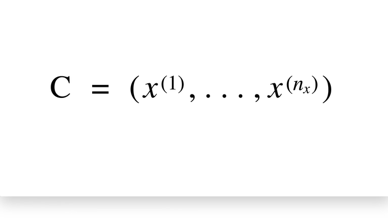 C = (x^{(1)}, . . . , x^{(n_x)})